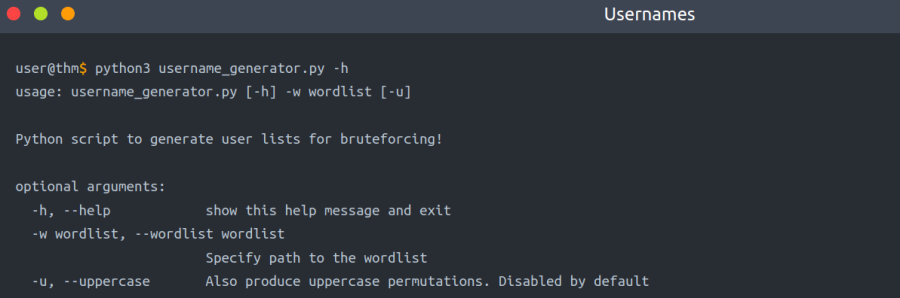 Usernames
user@thm$ python3 username_generator.py -h
usage: username_generator.py [-h] -w wordlist [-u]
Python script to generate user lists for bruteforcing!
optional arguments:
-h, --help show this help message and exit
-w wordlist, --wordlist wordlist
Specify path to the wordlist
-u, --uppercase Also produce uppercase permutations. Disabled by default